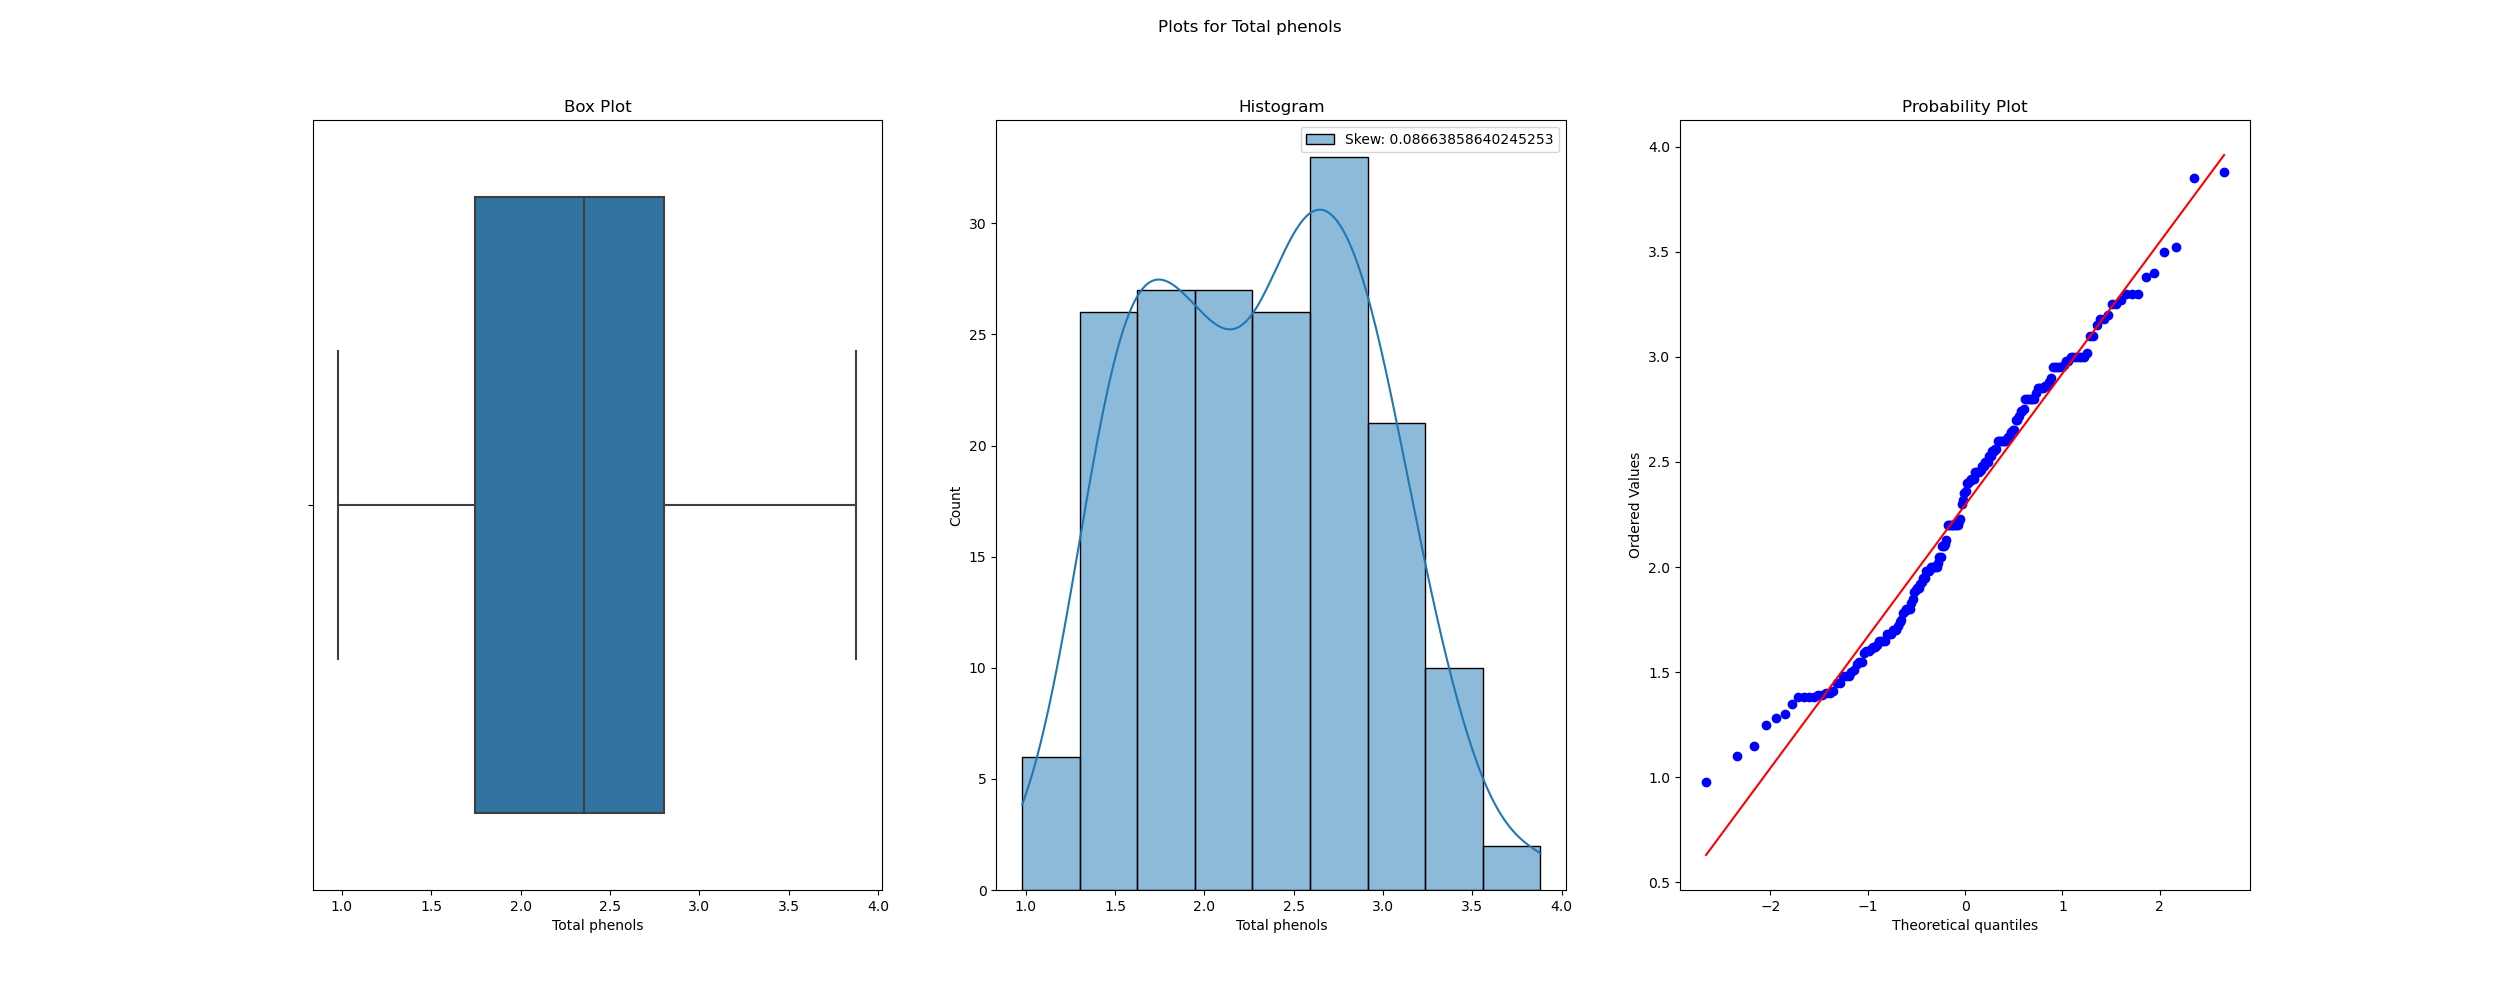 Plots for Total phenols
Box Plot
1.0 1.5 2.0 2.5 3.0 3.5 4.0
Total phenols
Histogram
Skew: 0.08663858640245253
30
25
20
15
10
5
0
Count
1.0 1.5 2.0 2.5 3.0 3.5 4.0
Total phenols
Probability Plot
4.0
3.5
3.0
2.5
2.0
1.5
1.0
0.5
Ordered Values
−2 −1 0 1 2
Theoretical quantiles